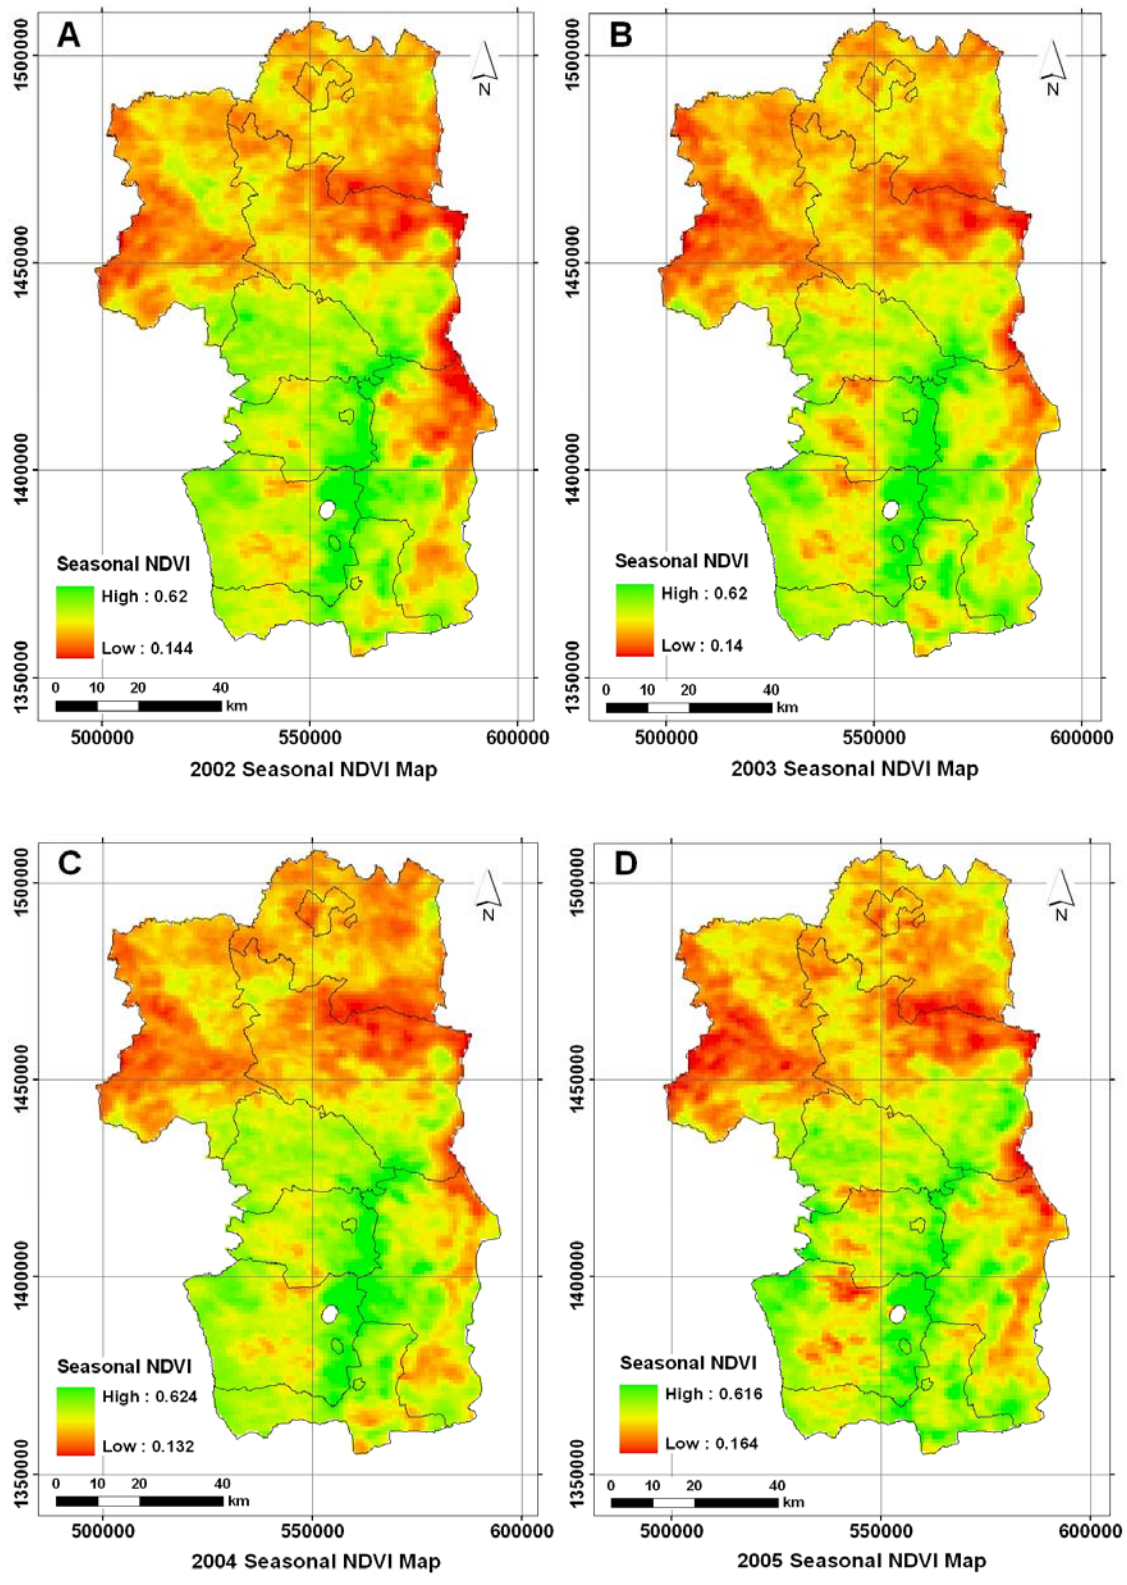 A
N
1500000
1450000
1400000
1350000
Seasonal NDVI
High : 0.62
Low : 0.144
0 10 20 40
km
500000 550000 600000
2002 Seasonal NDVI Map
B
N
1500000
1450000
1400000
1350000
Seasonal NDVI
High : 0.62
Low : 0.14
0 10 20 40
km
500000 550000 600000
2003 Seasonal NDVI Map
C
N
1500000
1450000
1400000
1350000
Seasonal NDVI
High : 0.624
Low : 0.132
0 10 20 40
km
500000 550000 600000
2004 Seasonal NDVI Map
D
N
1500000
1450000
1400000
1350000
Seasonal NDVI
High : 0.616
Low : 0.164
0 10 20 40
km
500000 550000 600000
2005 Seasonal NDVI Map